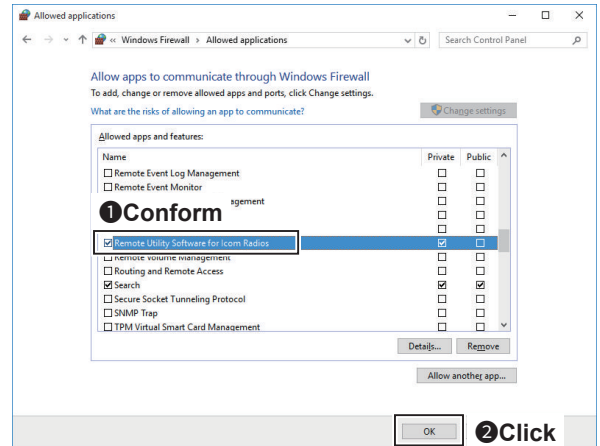 Allowed applications
« Windows Firewall > Allowed applications
Search Control Panel
Allow apps to communicate through Windows Firewall
To add, change or remove allowed apps and ports, click Change settings.
What are the risks of allowing an app to communicate?
Change settings
Allowed apps and features:
Name Private Public
Remote Event Log Management
Remote Event Monitor
agement
❶Conform
Remote Utility Software for Icom Radios
Remote Volume Management
Routing and Remote Access
Search
Secure Socket Tunneling Protocol
SNMP Trap
TPM Virtual Smart Card Management
Details... Remove
Allow another app...
OK ❷Click